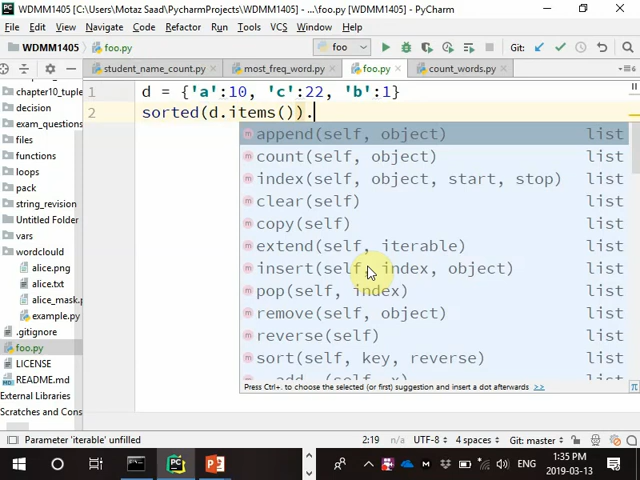 WDMM1405 [C:\Users\Motaz Saad\PycharmProjects\WDMM1405] - ...\foo.py - PyCharm
File Edit View Navigate Code Refactor Run Tools VCS Window Help
WDMM1405 foo.py foo Git:
student_name_count.py most_freq_word.py foo.py count_words.py
chapter10_tuple
decision
exam_questions
files
functions
loops
pack
string_revision
Untitled Folder
vars
wordclould
alice.png
alice.txt
alice_mask.p
example.py
.gitignore
foo.py
LICENSE
README.md
External Libraries
Scratches and Cons
1 d = {'a':10, 'c':22, 'b':1}
2 sorted(d.items()).
append(self, object) list
count(self, object) list
index(self, object, start, stop) list
clear(self) list
copy(self) list
extend(self, iterable) list
insert(self, index, object) list
pop(self, index) list
remove(self, object) list
reverse(self) list
sort(self, key, reverse) list
Press Ctrl+. to choose the selected (or first) suggestion and insert a dot afterwards >>
Parameter 'iterable' unfilled 2:19 n/a UTF-8 4 spaces Git: master
ENG 1:35 PM
2019-03-13